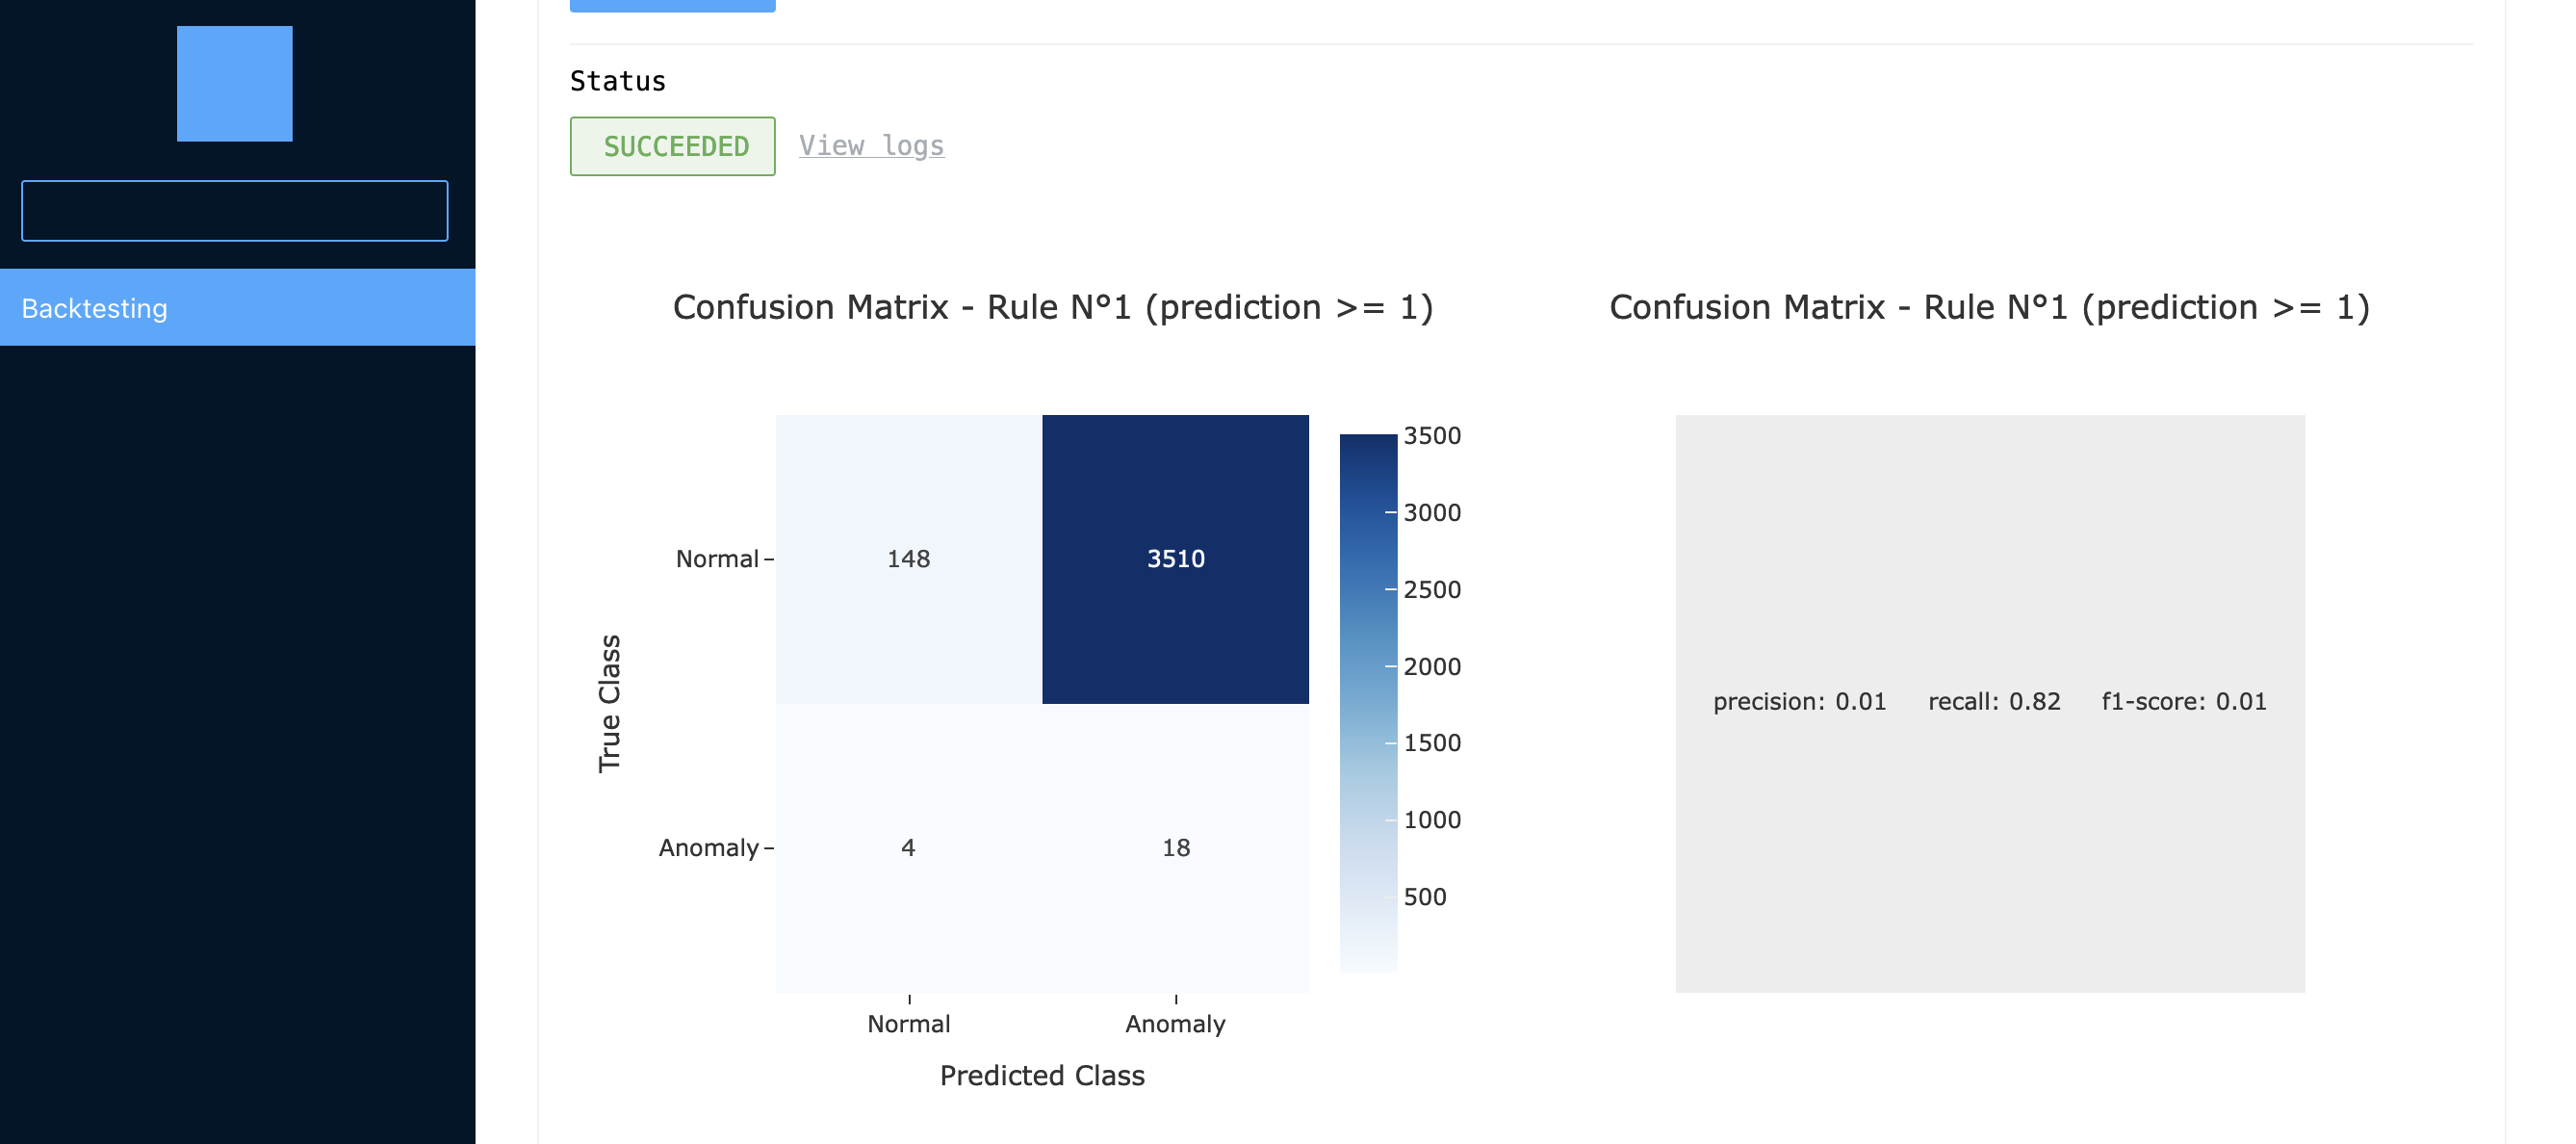 Backtesting
Status
SUCCEEDED View logs
Confusion Matrix - Rule N°1 (prediction >= 1)
Normal
Anomaly
True Class
148
3510
4
18
Normal
Anomaly
Predicted Class
3500
3000
2500
2000
1500
1000
500
Confusion Matrix - Rule N°1 (prediction >= 1)
precision: 0.01 recall: 0.82 f1-score: 0.01